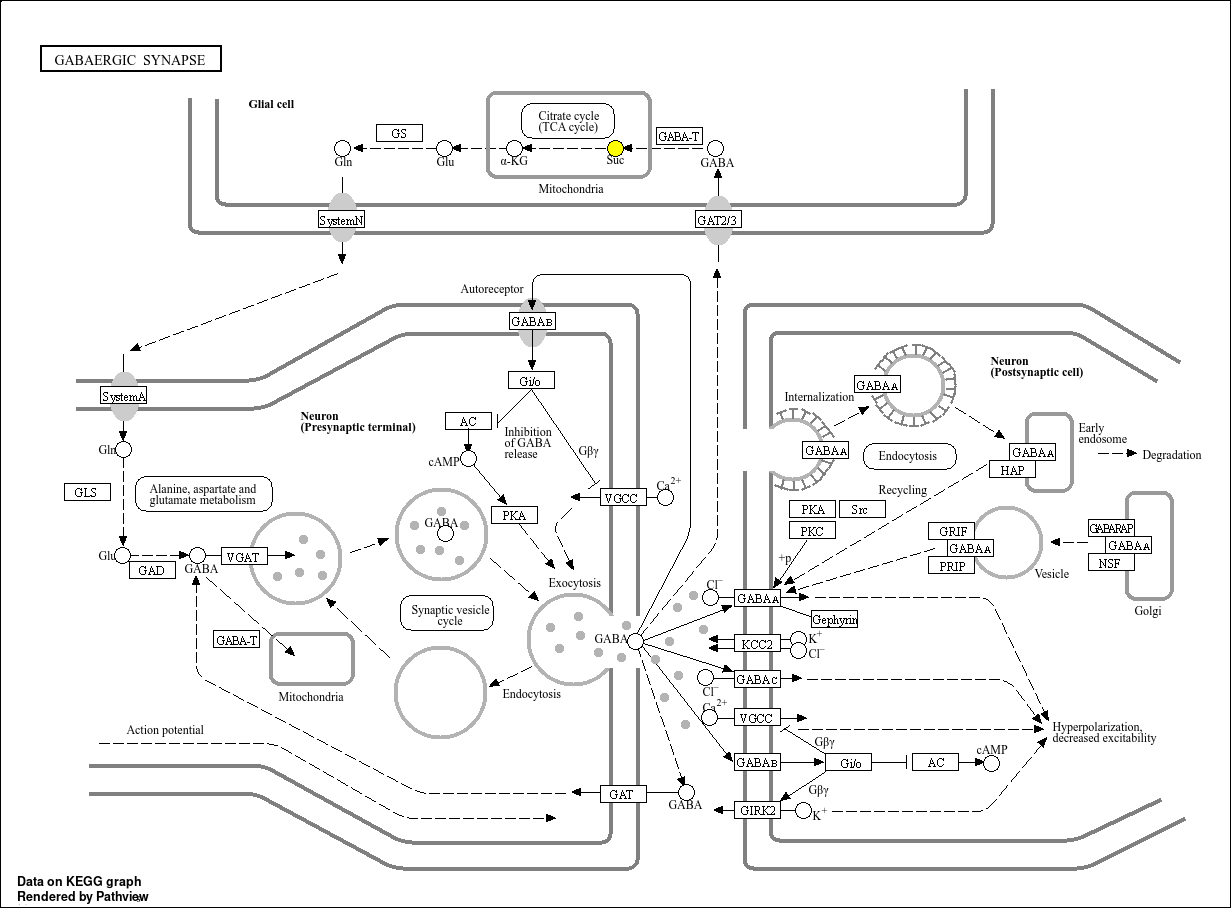 GABAERGIC SYNAPSE
Glial cell
Citrate cycle
(TCA cycle)
GS
GABA-T
Gln
Glu
α-KG
Suc
GABA
Mitochondria
SystemN
GAT2/3
Autoreceptor
GABAB
Gi/o
SystemA
Neuron
(Presynaptic terminal)
AC
Inhibition
of GABA
release
Gβγ
cAMP
Gln
GLS
Alanine, aspartate and
glutamate metabolism
GABA
PKA
VGCC
Ca2+
Glu
GAD
GABA
VGAT
Exocytosis
Synaptic vesicle
cycle
GABA
GABA-T
Mitochondria
Endocytosis
Action potential
GAT
GABA
Neuron
(Postsynaptic cell)
GABAA
Internalization
GABAA
Endocytosis
GABAA
HAP
Early
endosome
Degradation
Recycling
PKA
Src
PKC
+p
GRIF
GABAA
PRIP
Vesicle
GABARAP
GABAA
NSF
Golgi
Cl−
GABAA
Gephyrin
KCC2
K+
Cl−
GABAC
Cl−
Ca2+
VGCC
Gβγ
GABAB
Gi/o
AC
cAMP
Gβγ
GIRK2
K+
Hyperpolarization,
decreased excitability
Data on KEGG graph
Rendered by Pathview